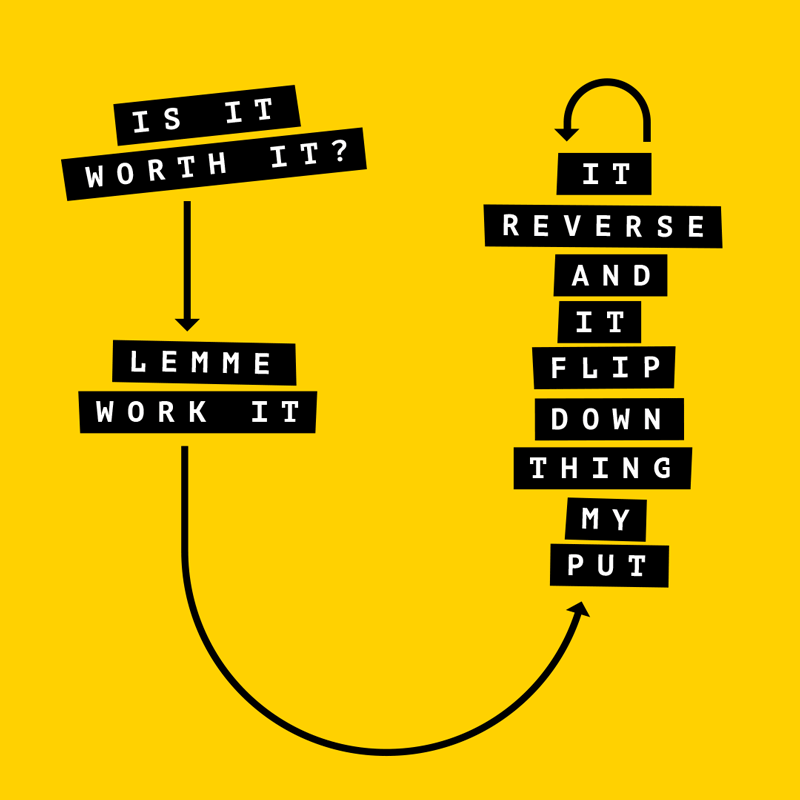 IS IT
WORTH IT?
LEMME
WORK IT
IT
REVERSE
AND
IT
FLIP
DOWN
THING
MY
PUT